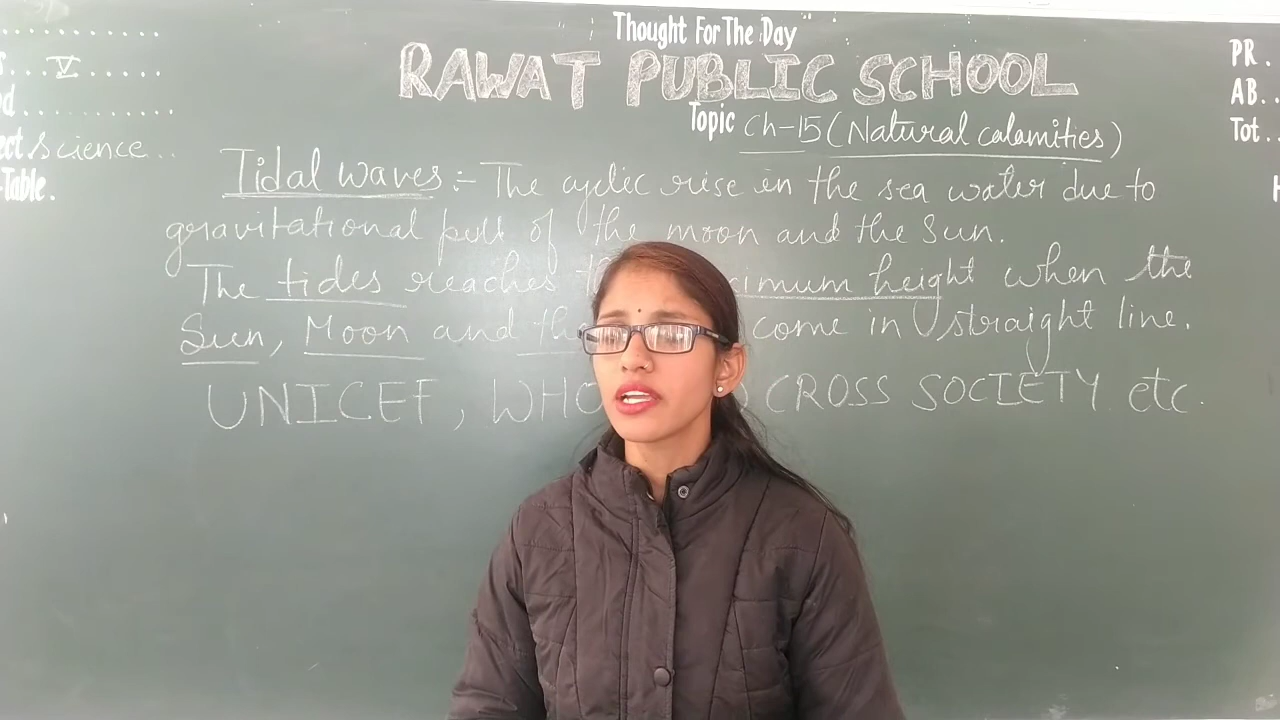 Thought For The Day
RAWAT PUBLIC SCHOOL
V
Topic Ch-15 (Natural calamities)
ect Science
Table.
PR.
AB.
Tot.
Tidal waves :- The cyclic rise in the sea water due to
gravitational pull of the moon and the Sun.
The tides reaches ximum height when the
Sun, Moon and the come in straight line.
UNICEF, WHO CROSS SOCIETY etc.